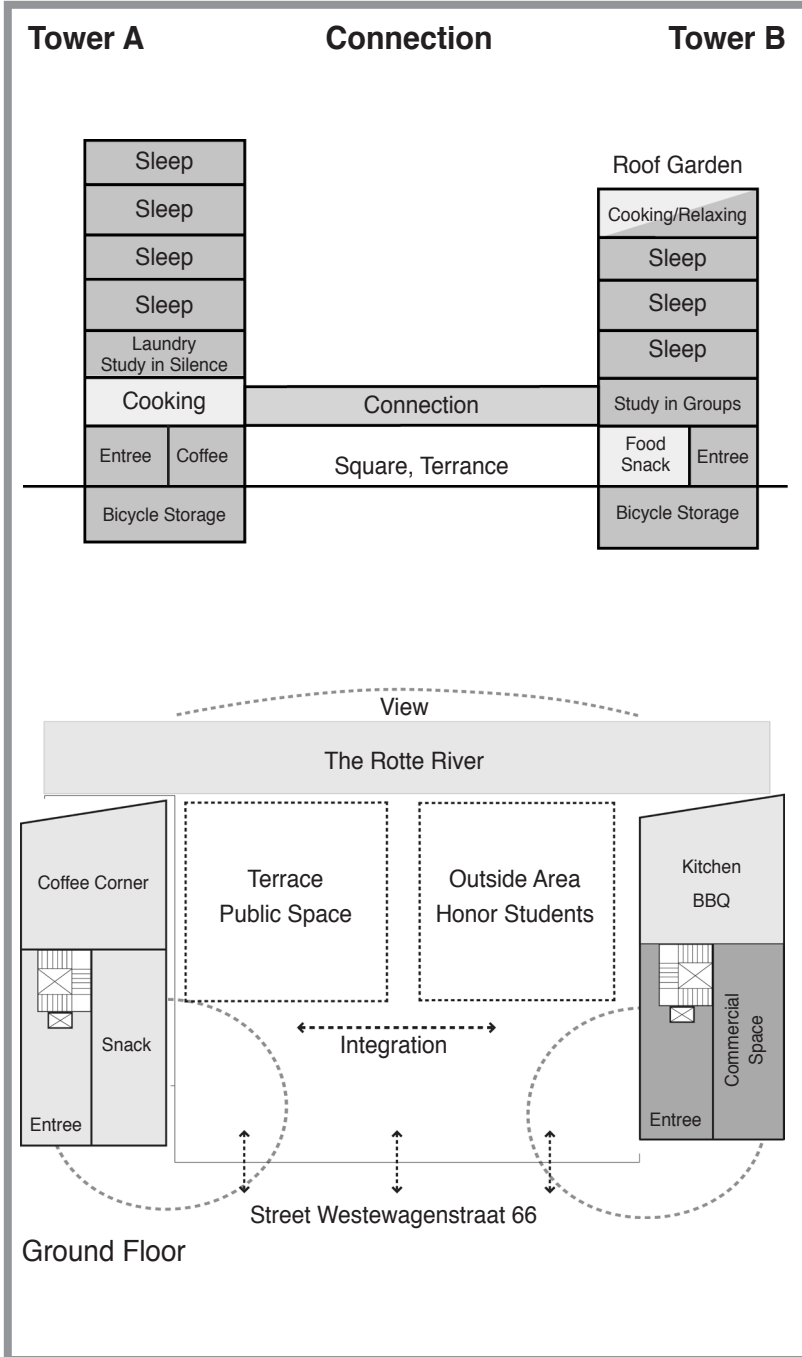 Tower A
Connection
Tower B
Sleep
Roof Garden
Sleep
Cooking/Relaxing
Sleep
Sleep
Sleep
Sleep
Laundry
Study in Silence
Sleep
Cooking
Connection
Study in Groups
Entree
Coffee
Square, Terrance
Food
Snack
Entree
Bicycle Storage
Bicycle Storage
View
The Rotte River
Coffee Corner
Terrace
Public Space
Outside Area
Honor Students
Kitchen
BBQ
Snack
Entree
Integration
Commercial
Space
Entree
Street Westewagenstraat 66
Ground Floor